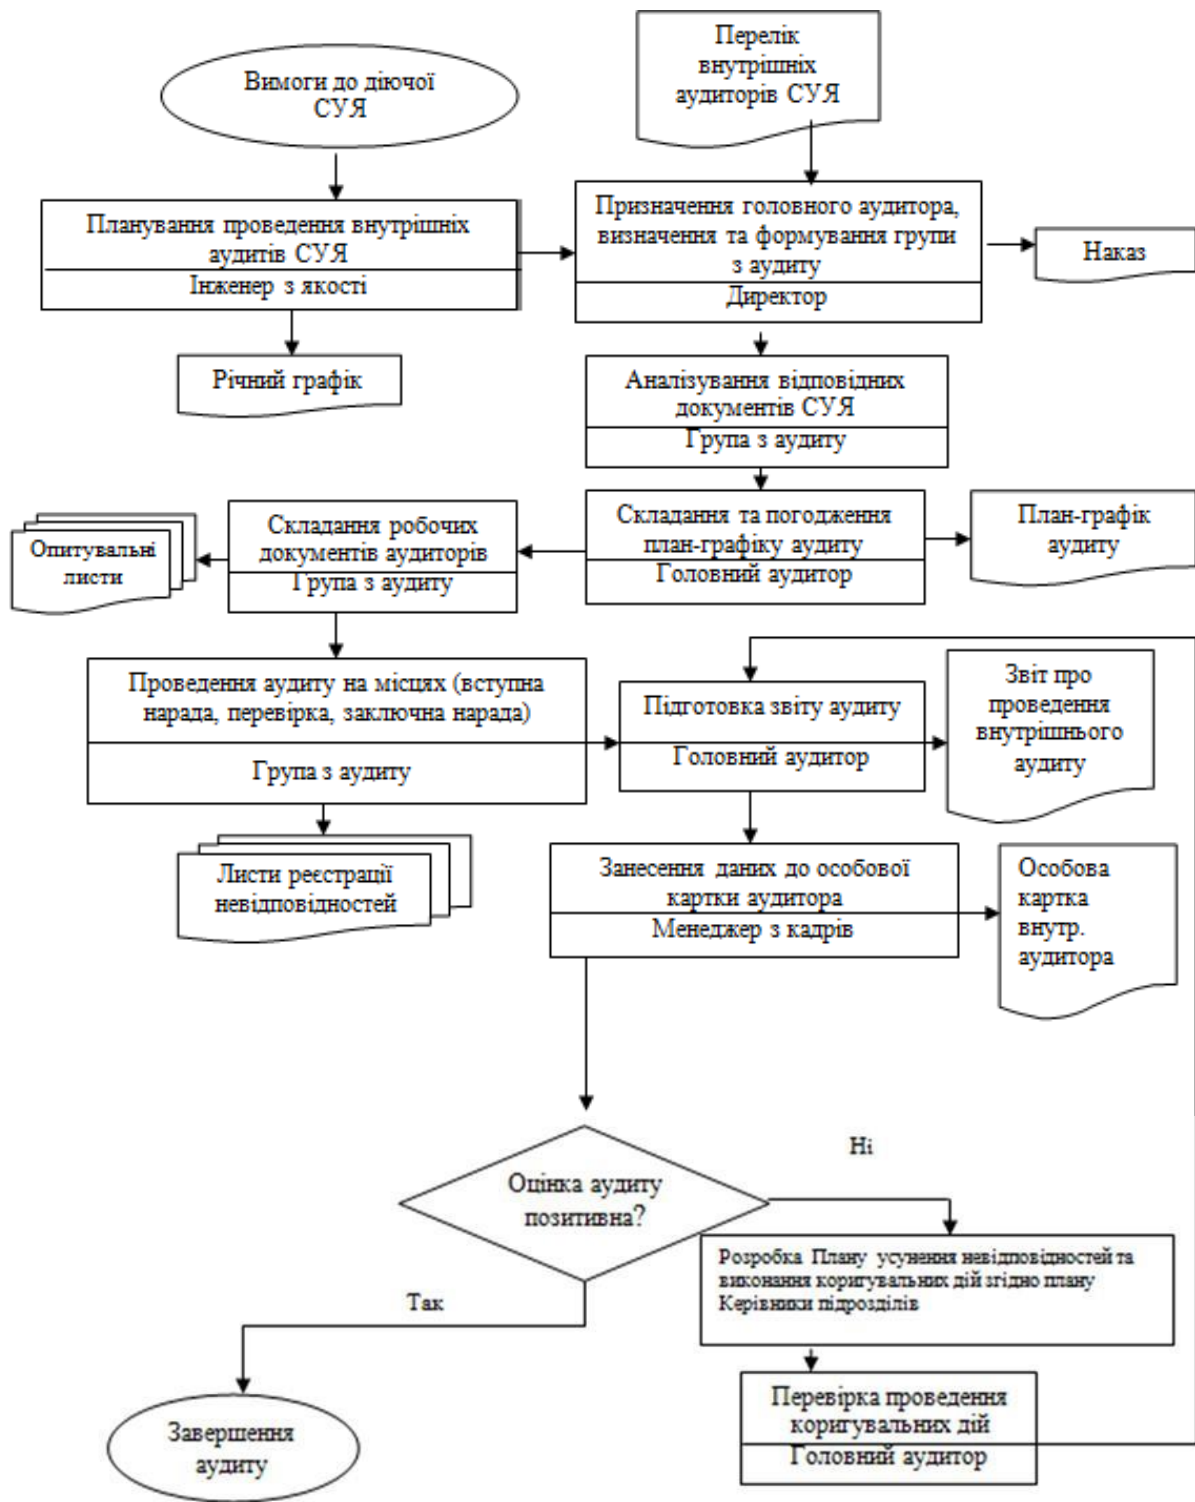 Вимоги до діючої
СУЯ
Перелік
внутрішніх
аудиторів СУЯ
Планування проведення внутрішніх
аудитів СУЯ
Інженер з якості
Призначення головного аудитора,
визначення та формування групи
з аудиту
Директор
Наказ
Річний графік
Аналізування відповідних
документів СУЯ
Група з аудиту
Опитувальні
листи
Складання робочих
документів аудиторів
Група з аудиту
Складання та погодження
план-графіку аудиту
Головний аудитор
План-графік
аудиту
Проведення аудиту на місцях (вступна
нарада, перевірка, заключна нарада)
Група з аудиту
Підготовка звіту аудиту
Головний аудитор
Звіт про
проведення
внутрішнього
аудиту
Листи реєстрації
невідповідностей
Занесення даних до особової
картки аудитора
Менеджер з кадрів
Особова
картка
внутр.
аудитора
Оцінка аудиту
позитивна?
Ні
Розробка Плану усунення невідповідностей та
виконання коригувальних дій згідно плану
Керівники підрозділів
Так
Перевірка проведення
коригувальних дій
Головний аудитор
Завершення
аудиту